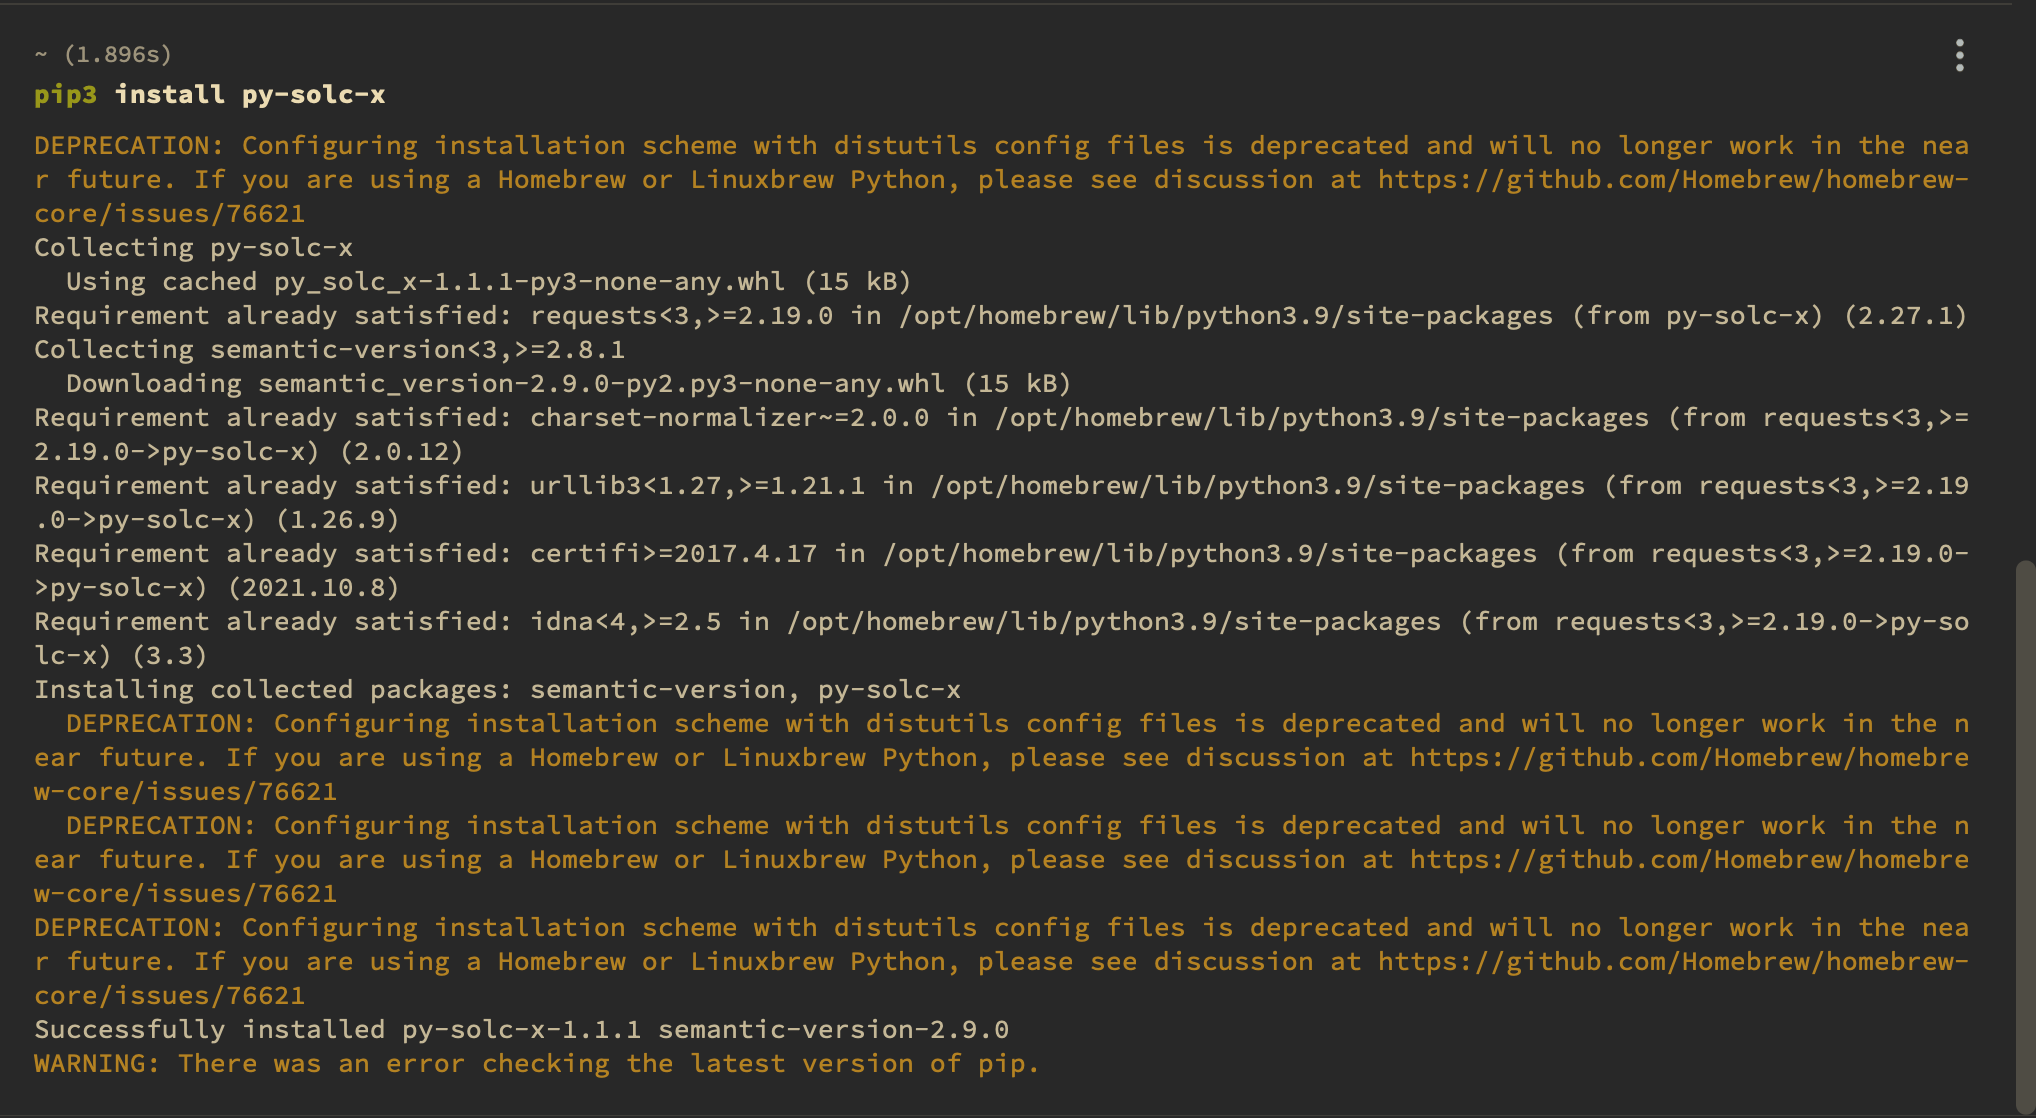 ~ (1.896s)
pip3 install py-solc-x
DEPRECATION: Configuring installation scheme with distutils config files is deprecated and will no longer work in the nea
r future. If you are using a Homebrew or Linuxbrew Python, please see discussion at https://github.com/Homebrew/homebrew-
core/issues/76621
Collecting py-solc-x
  Using cached py_solc_x-1.1.1-py3-none-any.whl (15 kB)
Requirement already satisfied: requests<3,>=2.19.0 in /opt/homebrew/lib/python3.9/site-packages (from py-solc-x) (2.27.1)
Collecting semantic-version<3,>=2.8.1
  Downloading semantic_version-2.9.0-py2.py3-none-any.whl (15 kB)
Requirement already satisfied: charset-normalizer~=2.0.0 in /opt/homebrew/lib/python3.9/site-packages (from requests<3,>=
2.19.0->py-solc-x) (2.0.12)
Requirement already satisfied: urllib3<1.27,>=1.21.1 in /opt/homebrew/lib/python3.9/site-packages (from requests<3,>=2.19
.0->py-solc-x) (1.26.9)
Requirement already satisfied: certifi>=2017.4.17 in /opt/homebrew/lib/python3.9/site-packages (from requests<3,>=2.19.0-
>py-solc-x) (2021.10.8)
Requirement already satisfied: idna<4,>=2.5 in /opt/homebrew/lib/python3.9/site-packages (from requests<3,>=2.19.0->py-so
lc-x) (3.3)
Installing collected packages: semantic-version, py-solc-x
  DEPRECATION: Configuring installation scheme with distutils config files is deprecated and will no longer work in the n
ear future. If you are using a Homebrew or Linuxbrew Python, please see discussion at https://github.com/Homebrew/homebre
w-core/issues/76621
  DEPRECATION: Configuring installation scheme with distutils config files is deprecated and will no longer work in the n
ear future. If you are using a Homebrew or Linuxbrew Python, please see discussion at https://github.com/Homebrew/homebre
w-core/issues/76621
DEPRECATION: Configuring installation scheme with distutils config files is deprecated and will no longer work in the nea
r future. If you are using a Homebrew or Linuxbrew Python, please see discussion at https://github.com/Homebrew/homebrew-
core/issues/76621
Successfully installed py-solc-x-1.1.1 semantic-version-2.9.0
WARNING: There was an error checking the latest version of pip.